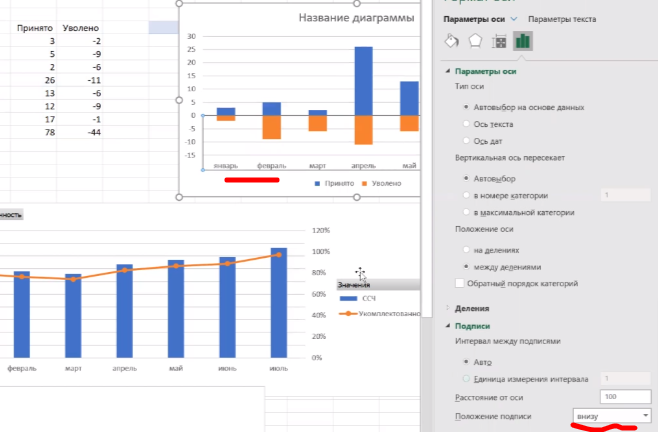 Принято Уволено
3 -2
5 -9
2 -6
26 -11
13 -6
12 -9
17 -1
78 -44
Название диаграммы
30
25
20
15
10
5
0
-5
-10
-15
январь февраль март апрель май
Принято Уволено
120%
100%
80%
60%
40%
20%
0%
февраль март апрель май июнь июль
Значения
ССЧ
Параметры оси Параметры текста
Параметры оси
Тип оси
Автовыбор на основе данных
Ось текста
Ось дат
Вертикальная ось пересекает
Автовыбор
в номере категории 1
в максимальной категории
Положение оси
на делениях
между делениями
Обратный порядок категорий
Деления
Подписи
Интервал между подписями
Авто
Единица измерения интервала 1
Расстояние от оси 100
Положение подписи внизу